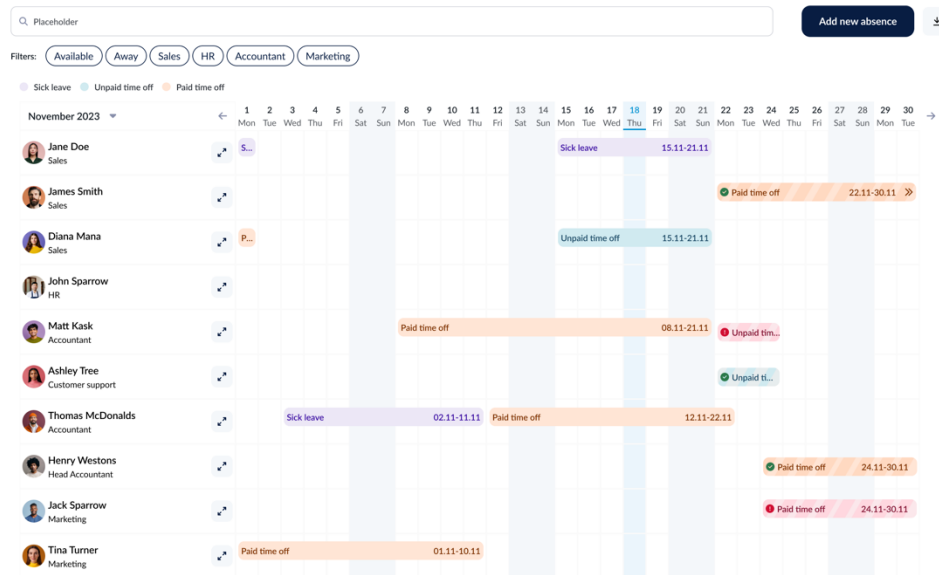 Placeholder
Add new absence
Filters: Available Away Sales HR Accountant Marketing
Sick leave Unpaid time off Paid time off
November 2023
1 2 3 4 5 6 7 8 9 10 11 12 13 14 15 16 17 18 19 20 21 22 23 24 25 26 27 28 29 30
Mon Tue Wed Thu Fri Sat Sun Mon Tue Wed Thu Fri Sat Sun Mon Tue Wed Thu Fri Sat Sun Mon Tue Wed Thu Fri Sat Sun Mon Tue
Jane Doe
Sales
S... Sick leave 15.11-21.11
James Smith
Sales
Paid time off 22.11-30.11
Diana Mana
Sales
P... Unpaid time off 15.11-21.11
John Sparrow
HR
Matt Kask
Accountant
Paid time off 08.11-21.11 Unpaid tim...
Ashley Tree
Customer support
Unpaid ti...
Thomas McDonalds
Accountant
Sick leave 02.11-11.11 Paid time off 12.11-22.11
Henry Westons
Head Accountant
Paid time off 24.11-30.11
Jack Sparrow
Marketing
Paid time off 24.11-30.11
Tina Turner
Marketing
Paid time off 01.11-10.11